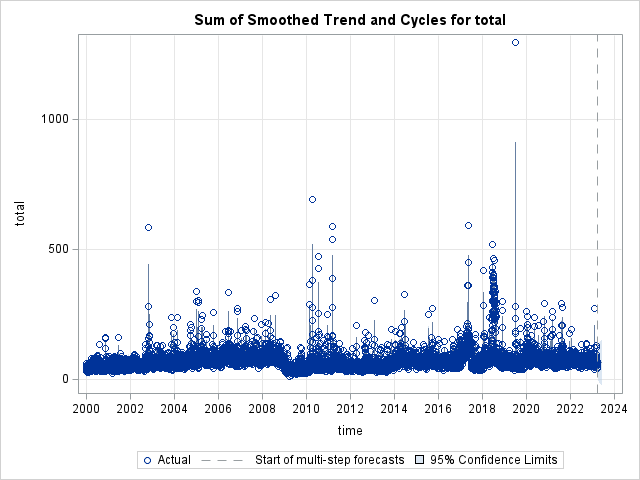 Sum of Smoothed Trend and Cycles for total
1000
500
0
total
2000 2002 2004 2006 2008 2010 2012 2014 2016 2018 2020 2022 2024
time
Actual Start of multi-step forecasts 95% Confidence Limits